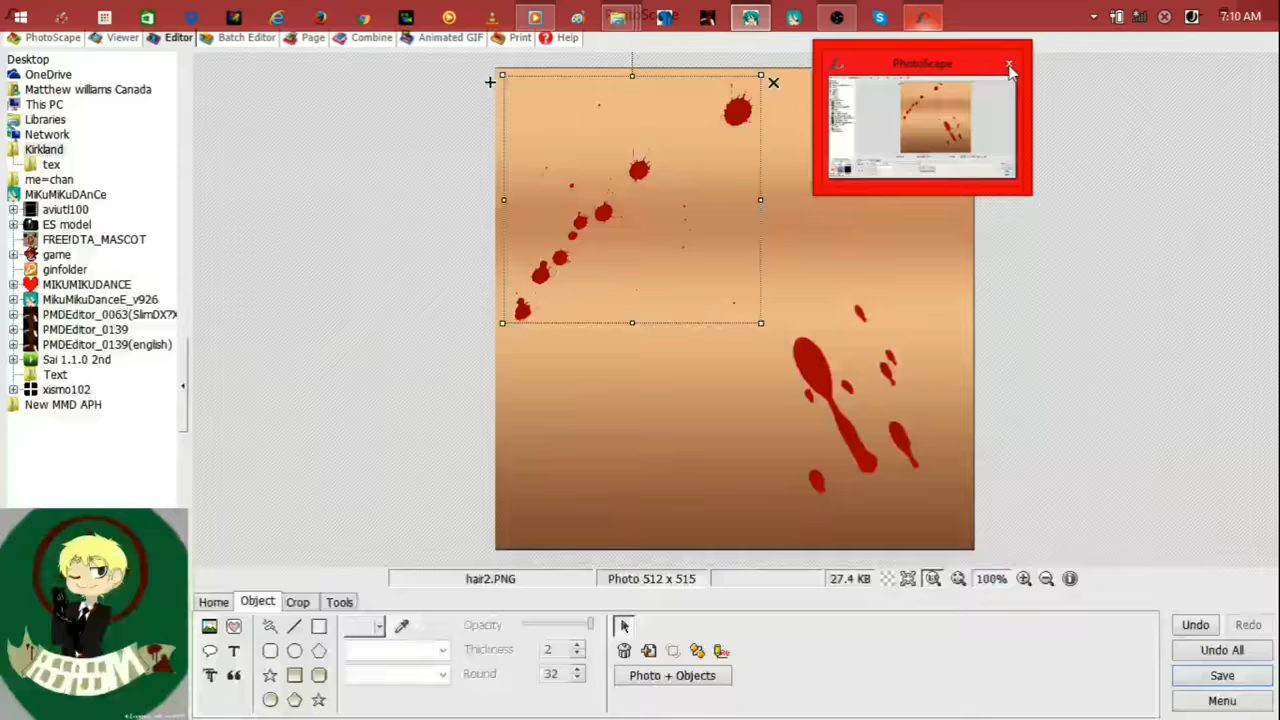 PhotoScape
7:10 AM
PhotoScape Viewer Editor Batch Editor Page Combine Animated GIF Print Help
PhotoScape
Desktop
OneDrive
Matthew williams Canada
This PC
Libraries
Network
Kirkland
tex
me=chan
MiKuMiKuDAnCe
aviutl100
ES model
FREE!DTA_MASCOT
game
ginfolder
MIKUMIKUDANCE
MikuMikuDanceE_v926
PMDEditor_0063(SlimDX?X
PMDEditor_0139
PMDEditor_0139(english)
Sai 1.1.0 2nd
Text
xismo102
New MMD APH
hair2.PNG Photo 512 x 515 27.4 KB 100%
Home Object Crop Tools
Opacity
Thickness 2
Round 32
Photo + Objects
Undo Redo
Undo All
Save
Menu